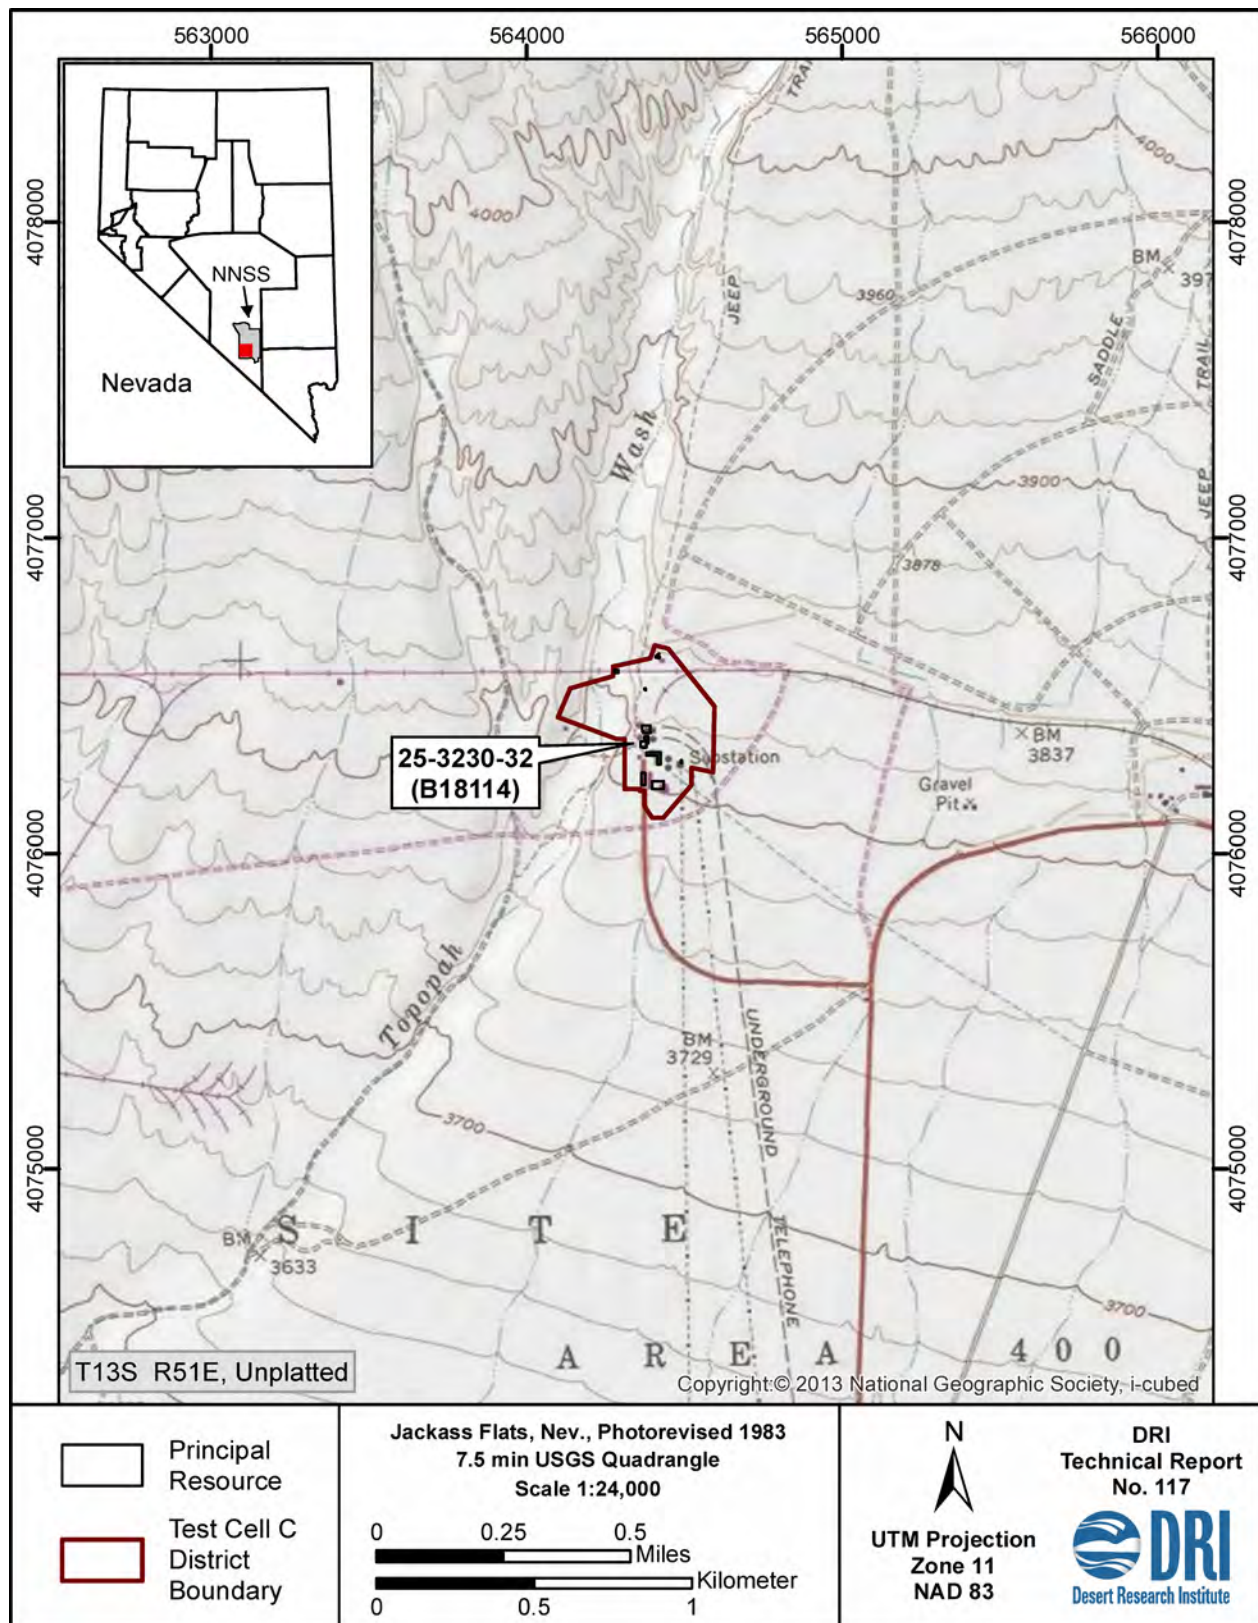 563000
564000
565000
566000
4078000
4077000
4076000
4075000
4078000
4077000
4076000
4075000
NNSS
Nevada
TRAI
4000
4000
BM
397
3960
JEEP
SADDLE
TRAIL
JEEP
Wash
3900
3878
25-3230-32
(B18114)
Substation
BM
3837
Gravel
Pit
Topopah
BM
3729
UNDERGROUND
TELEPHONE
3700
BM
3633
SITE
3700
AREA 400
T13S R51E, Unplatted
Copyright:© 2013 National Geographic Society, i-cubed
Principal
Resource
Test Cell C
District
Boundary
Jackass Flats, Nev., Photorevised 1983
7.5 min USGS Quadrangle
Scale 1:24,000
0 0.25 0.5
Miles
Kilometer
0 0.5 1
N
UTM Projection
Zone 11
NAD 83
DRI
Technical Report
No. 117
DRI
Desert Research Institute